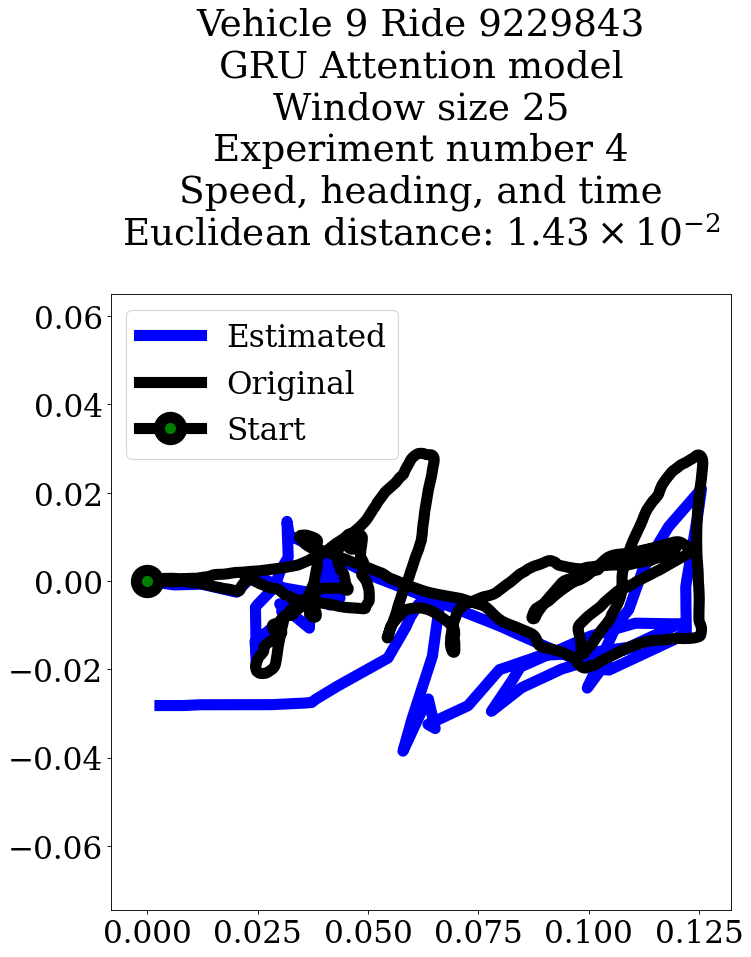 Vehicle 9 Ride 9229843
GRU Attention model
Window size 25
Experiment number 4
Speed, heading, and time
Euclidean distance: 1.43 × 10⁻²
Estimated
Original
Start
0.06
0.04
0.02
0.00
−0.02
−0.04
−0.06
0.000 0.025 0.050 0.075 0.100 0.125